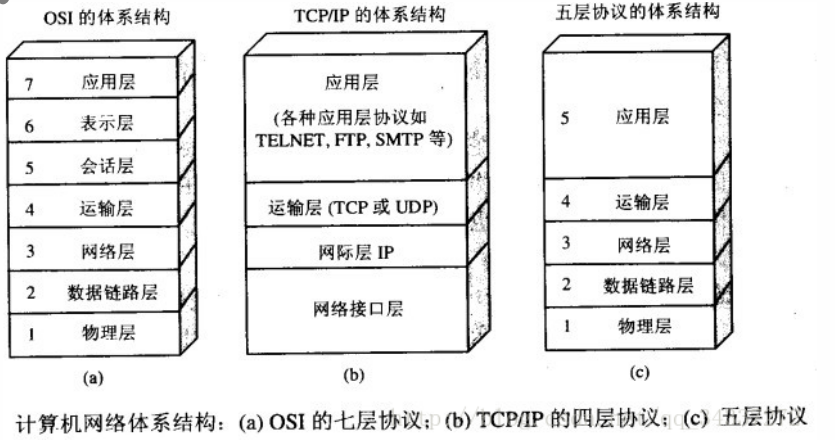 OSI 的体系结构
7 应用层
6 表示层
5 会话层
4 运输层
3 网络层
2 数据链路层
1 物理层
(a)
TCP/IP 的体系结构
应用层
(各种应用层协议如
TELNET, FTP, SMTP 等)
运输层 (TCP 或 UDP)
网际层 IP
网络接口层
(b)
五层协议的体系结构
5 应用层
4 运输层
3 网络层
2 数据链路层
1 物理层
(c)
计算机网络体系结构：(a) OSI 的七层协议；(b) TCP/IP 的四层协议；(c) 五层协议